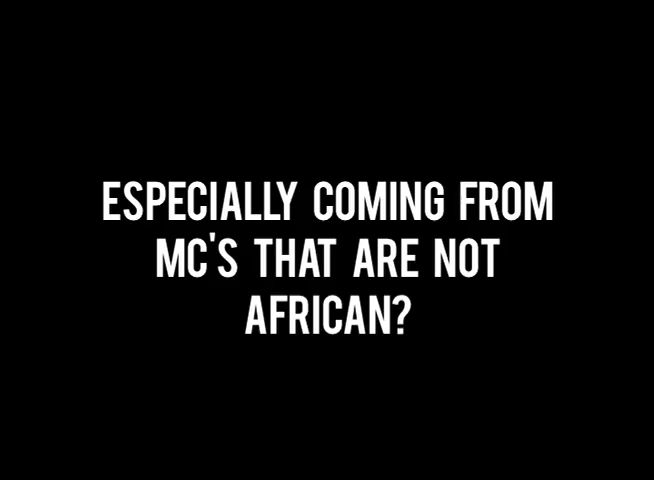 ESPECIALLY COMING FROM
MC'S THAT ARE NOT
AFRICAN?